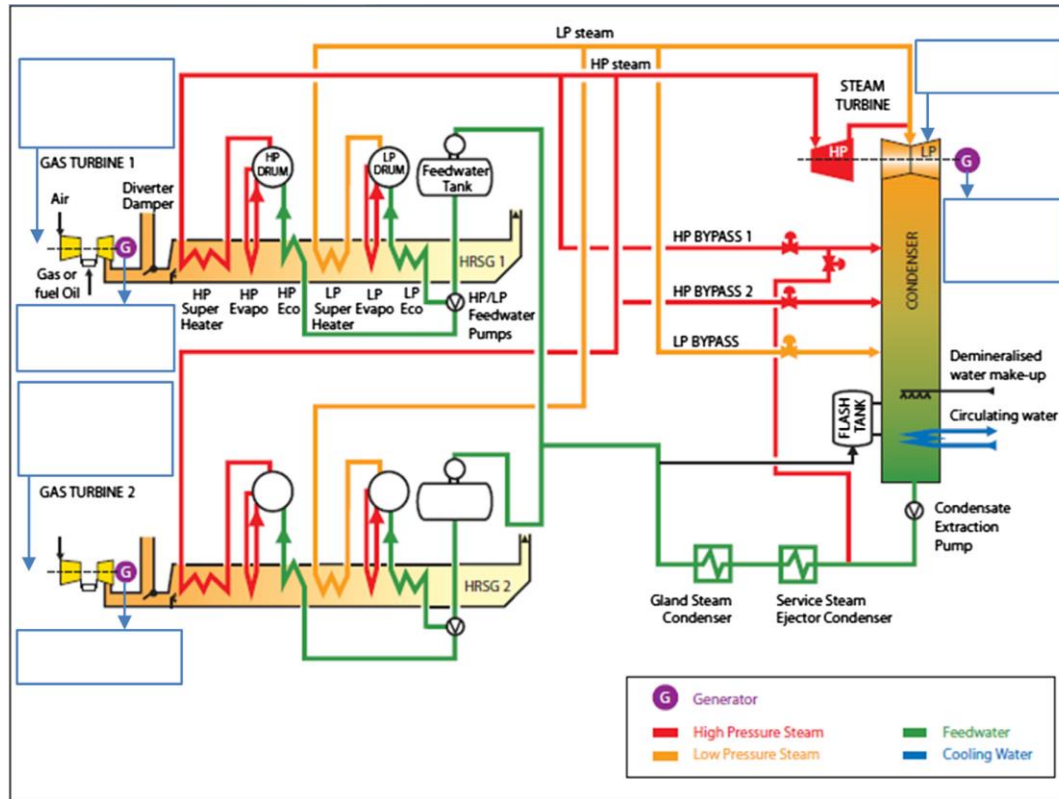 LP steam
HP steam
STEAM
TURBINE
HP
LP
G
GAS TURBINE 1
Diverter
Damper
Air
G
Gas or
fuel Oil
HP
DRUM
LP
DRUM
Feedwater
Tank
HRSG 1
HP
Super
Heater
HP
Evapo
HP
Eco
LP
Super
Heater
LP
Evapo
LP
Eco
HP/LP
Feedwater
Pumps
HP BYPASS 1
HP BYPASS 2
LP BYPASS
CONDENSER
Demineralised
water make-up
Circulating water
FLASH
TANK
Condensate
Extraction
Pump
GAS TURBINE 2
G
HRSG 2
Gland Steam
Condenser
Service Steam
Ejector Condenser
G
Generator
High Pressure Steam
Low Pressure Steam
Feedwater
Cooling Water